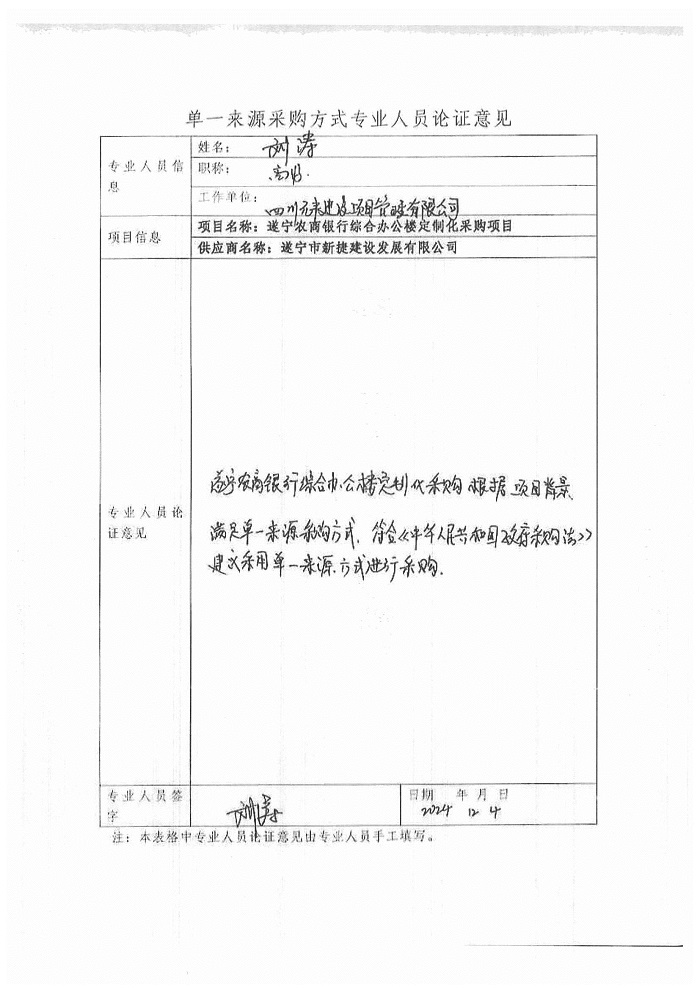 单一来源采购方式专业人员论证意见
专业人员信息
姓名：刘涛
职称：高工.
工作单位：四川元来建设项目管理有限公司
项目信息
项目名称：遂宁农商银行综合办公楼定制化采购项目
供应商名称：遂宁市新捷建设发展有限公司
专业人员论证意见
遂宁农商银行综合办公楼定制化采购 根据 项目背景
满足单一来源采购方式. 符合《中华人民共和国政府采购法》
建议采用单一来源方式进行采购.
专业人员签字
刘涛
日期 年 月 日
2024 12 4
注：本表格中专业人员论证意见由专业人员手工填写。